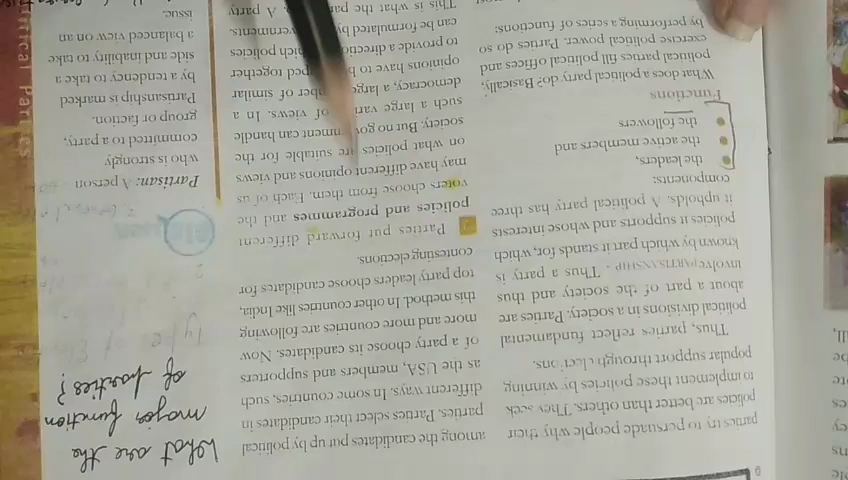 parties try to persuade people why their
policies are better than others. They seek
to implement these policies by winning
popular support through elections.
Thus, parties reflect fundamental
political divisions in a society. Parties are
about a part of the society and thus
involve PARTISANSHIP. Thus a party is
known by which part it stands for, which
policies it supports and whose interests
it upholds. A political party has three
components:
the leaders,
the active members and
the followers
Functions
What does a political party do? Basically,
political parties fill political offices and
exercise political power. Parties do so
by performing a series of functions:
among the candidates put up by political
parties. Parties select their candidates in
different ways. In some countries, such
as the USA, members and supporters
of a party choose its candidates. Now
more and more countries are following
this method. In other countries like India,
top party leaders choose candidates for
contesting elections.
Parties put forward different
policies and programmes and the
voters choose from them. Each of us
may have different opinions and views
on what policies are suitable for the
society. But no government can handle
such a large variety of views. In a
democracy, a large number of similar
opinions have to be grouped together
to provide a direction which policies
can be formulated by governments.
This is what the parties A party
What are the
major function
of parties?
Partisan: A person
who is strongly
committed to a party,
group or faction.
Partisanship is marked
by a tendency to take a
side and inability to take
a balanced view on an
issue.